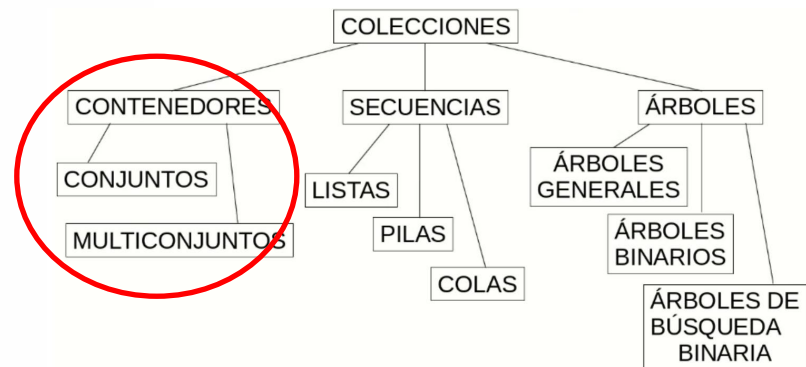 COLECCIONES
CONTENEDORES
SECUENCIAS
ÁRBOLES
CONJUNTOS
MULTICONJUNTOS
LISTAS
PILAS
COLAS
ÁRBOLES
GENERALES
ÁRBOLES
BINARIOS
ÁRBOLES DE
BÚSQUEDA
BINARIA